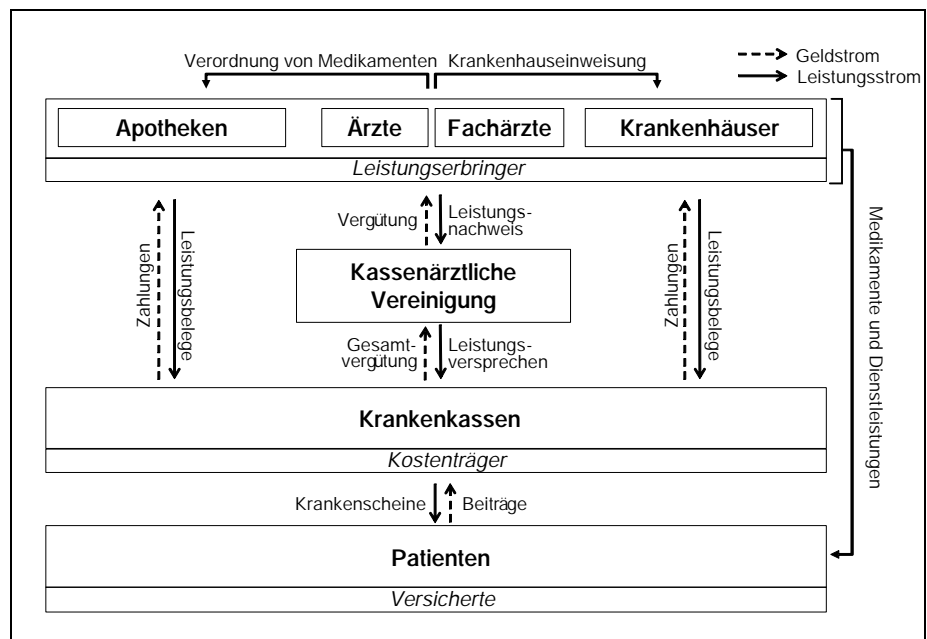 Verordnung von Medikamenten
Krankenhauseinweisung
Geldstrom
Leistungsstrom
Apotheken
Ärzte
Fachärzte
Krankenhäuser
Leistungserbringer
Zahlungen
Leistungsbelege
Vergütung
Leistungs-
nachweis
Zahlungen
Leistungsbelege
Medikamente und Dienstleistungen
Kassenärztliche
Vereinigung
Gesamt-
vergütung
Leistungs-
versprechen
Krankenkassen
Kostenträger
Krankenscheine
Beiträge
Patienten
Versicherte